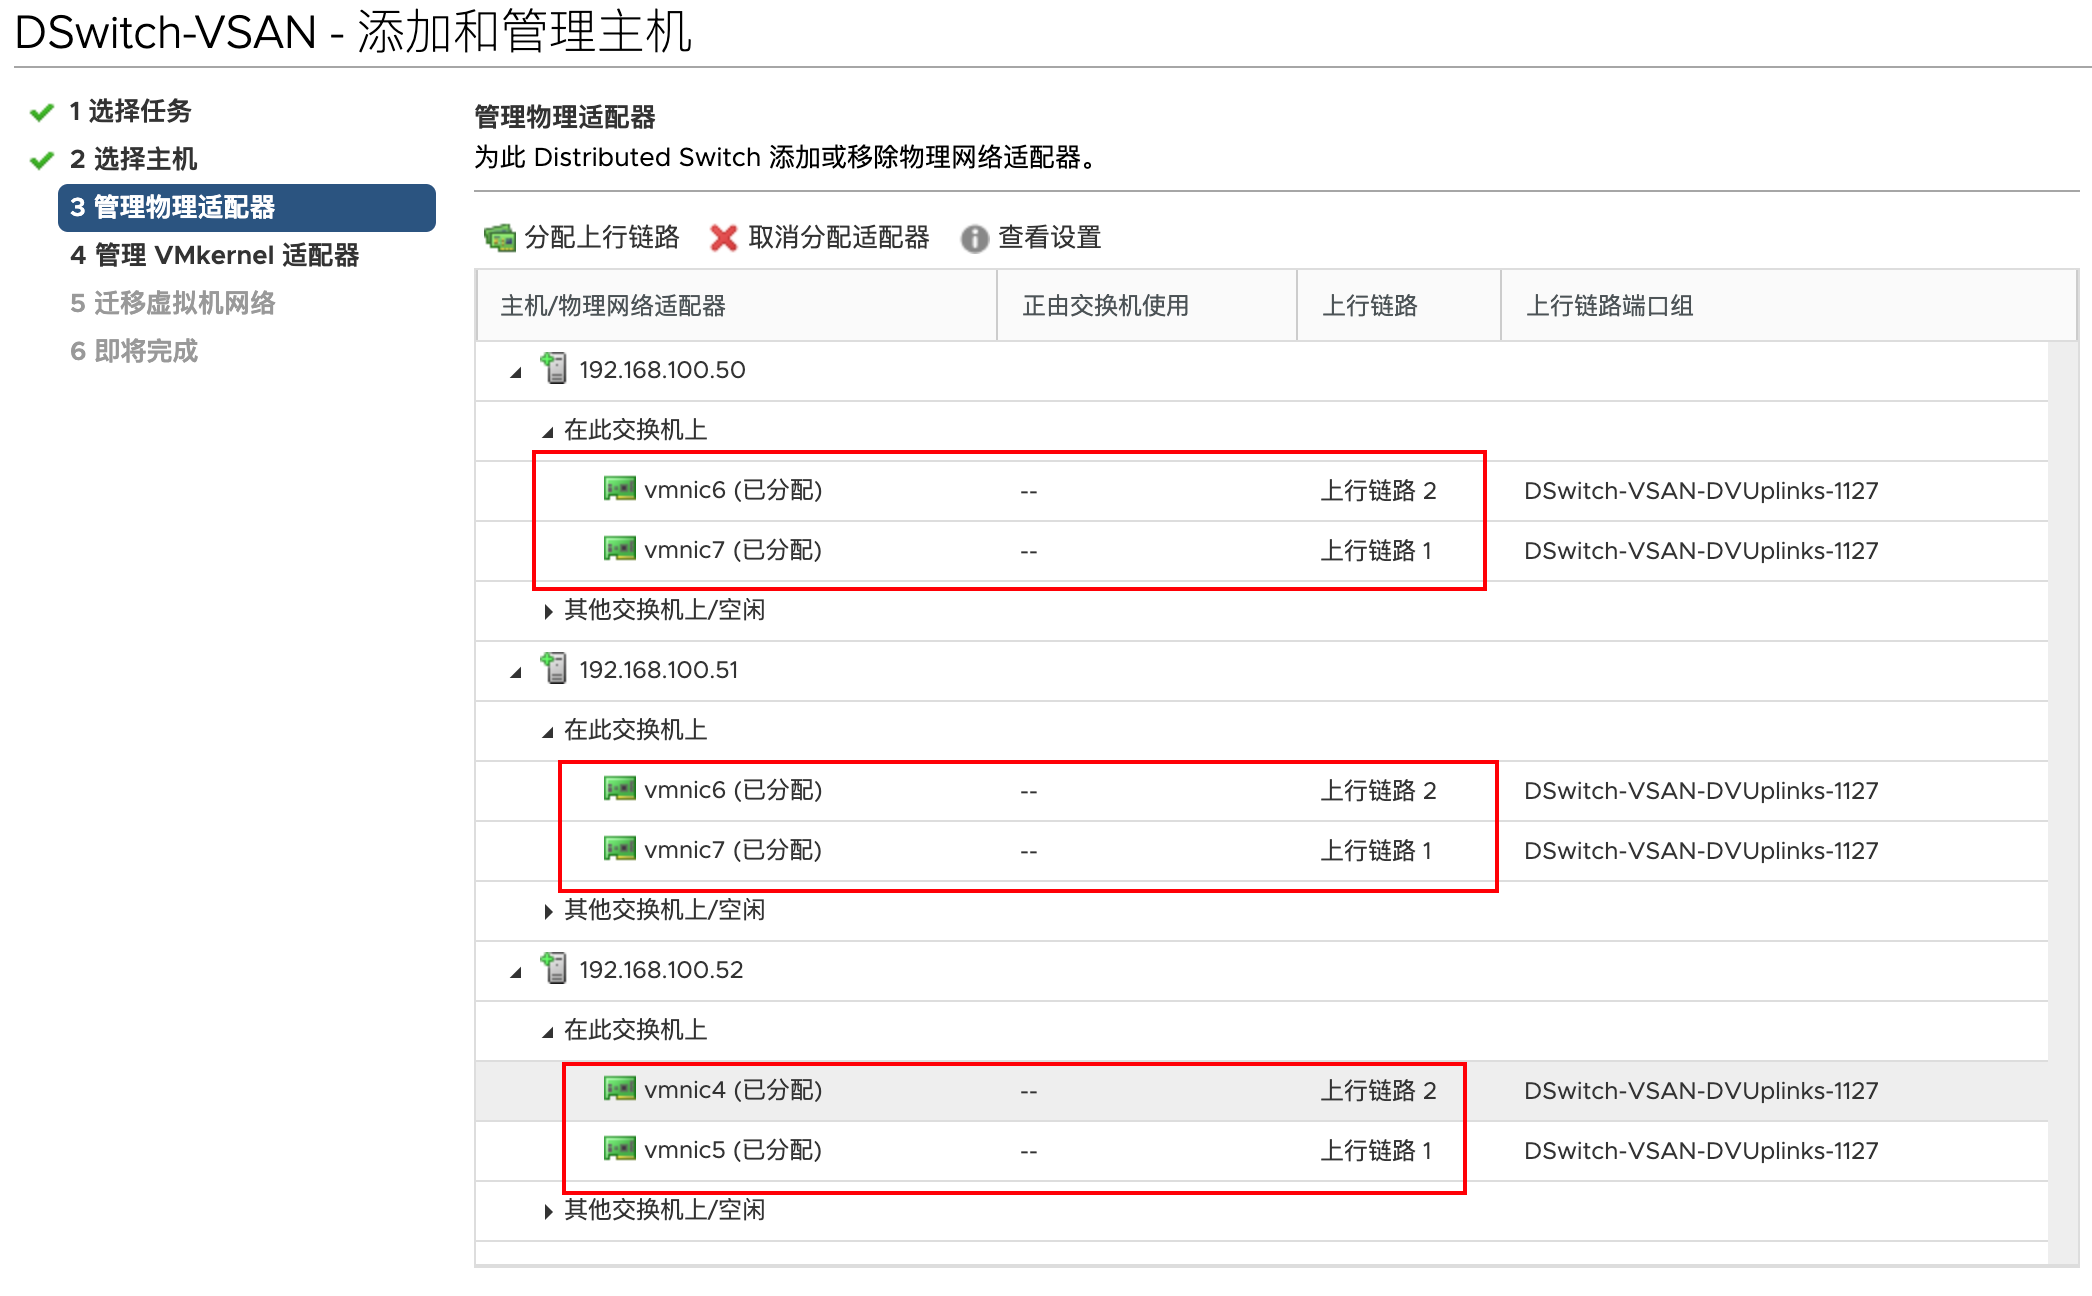 DSwitch-VSAN - 添加和管理主机
1 选择任务
2 选择主机
3 管理物理适配器
4 管理 VMkernel 适配器
5 迁移虚拟机网络
6 即将完成
管理物理适配器
为此 Distributed Switch 添加或移除物理网络适配器。
分配上行链路 取消分配适配器 查看设置
主机/物理网络适配器 正由交换机使用 上行链路 上行链路端口组
192.168.100.50
在此交换机上
vmnic6 (已分配) -- 上行链路 2 DSwitch-VSAN-DVUplinks-1127
vmnic7 (已分配) -- 上行链路 1 DSwitch-VSAN-DVUplinks-1127
其他交换机上/空闲
192.168.100.51
在此交换机上
vmnic6 (已分配) -- 上行链路 2 DSwitch-VSAN-DVUplinks-1127
vmnic7 (已分配) -- 上行链路 1 DSwitch-VSAN-DVUplinks-1127
其他交换机上/空闲
192.168.100.52
在此交换机上
vmnic4 (已分配) -- 上行链路 2 DSwitch-VSAN-DVUplinks-1127
vmnic5 (已分配) -- 上行链路 1 DSwitch-VSAN-DVUplinks-1127
其他交换机上/空闲